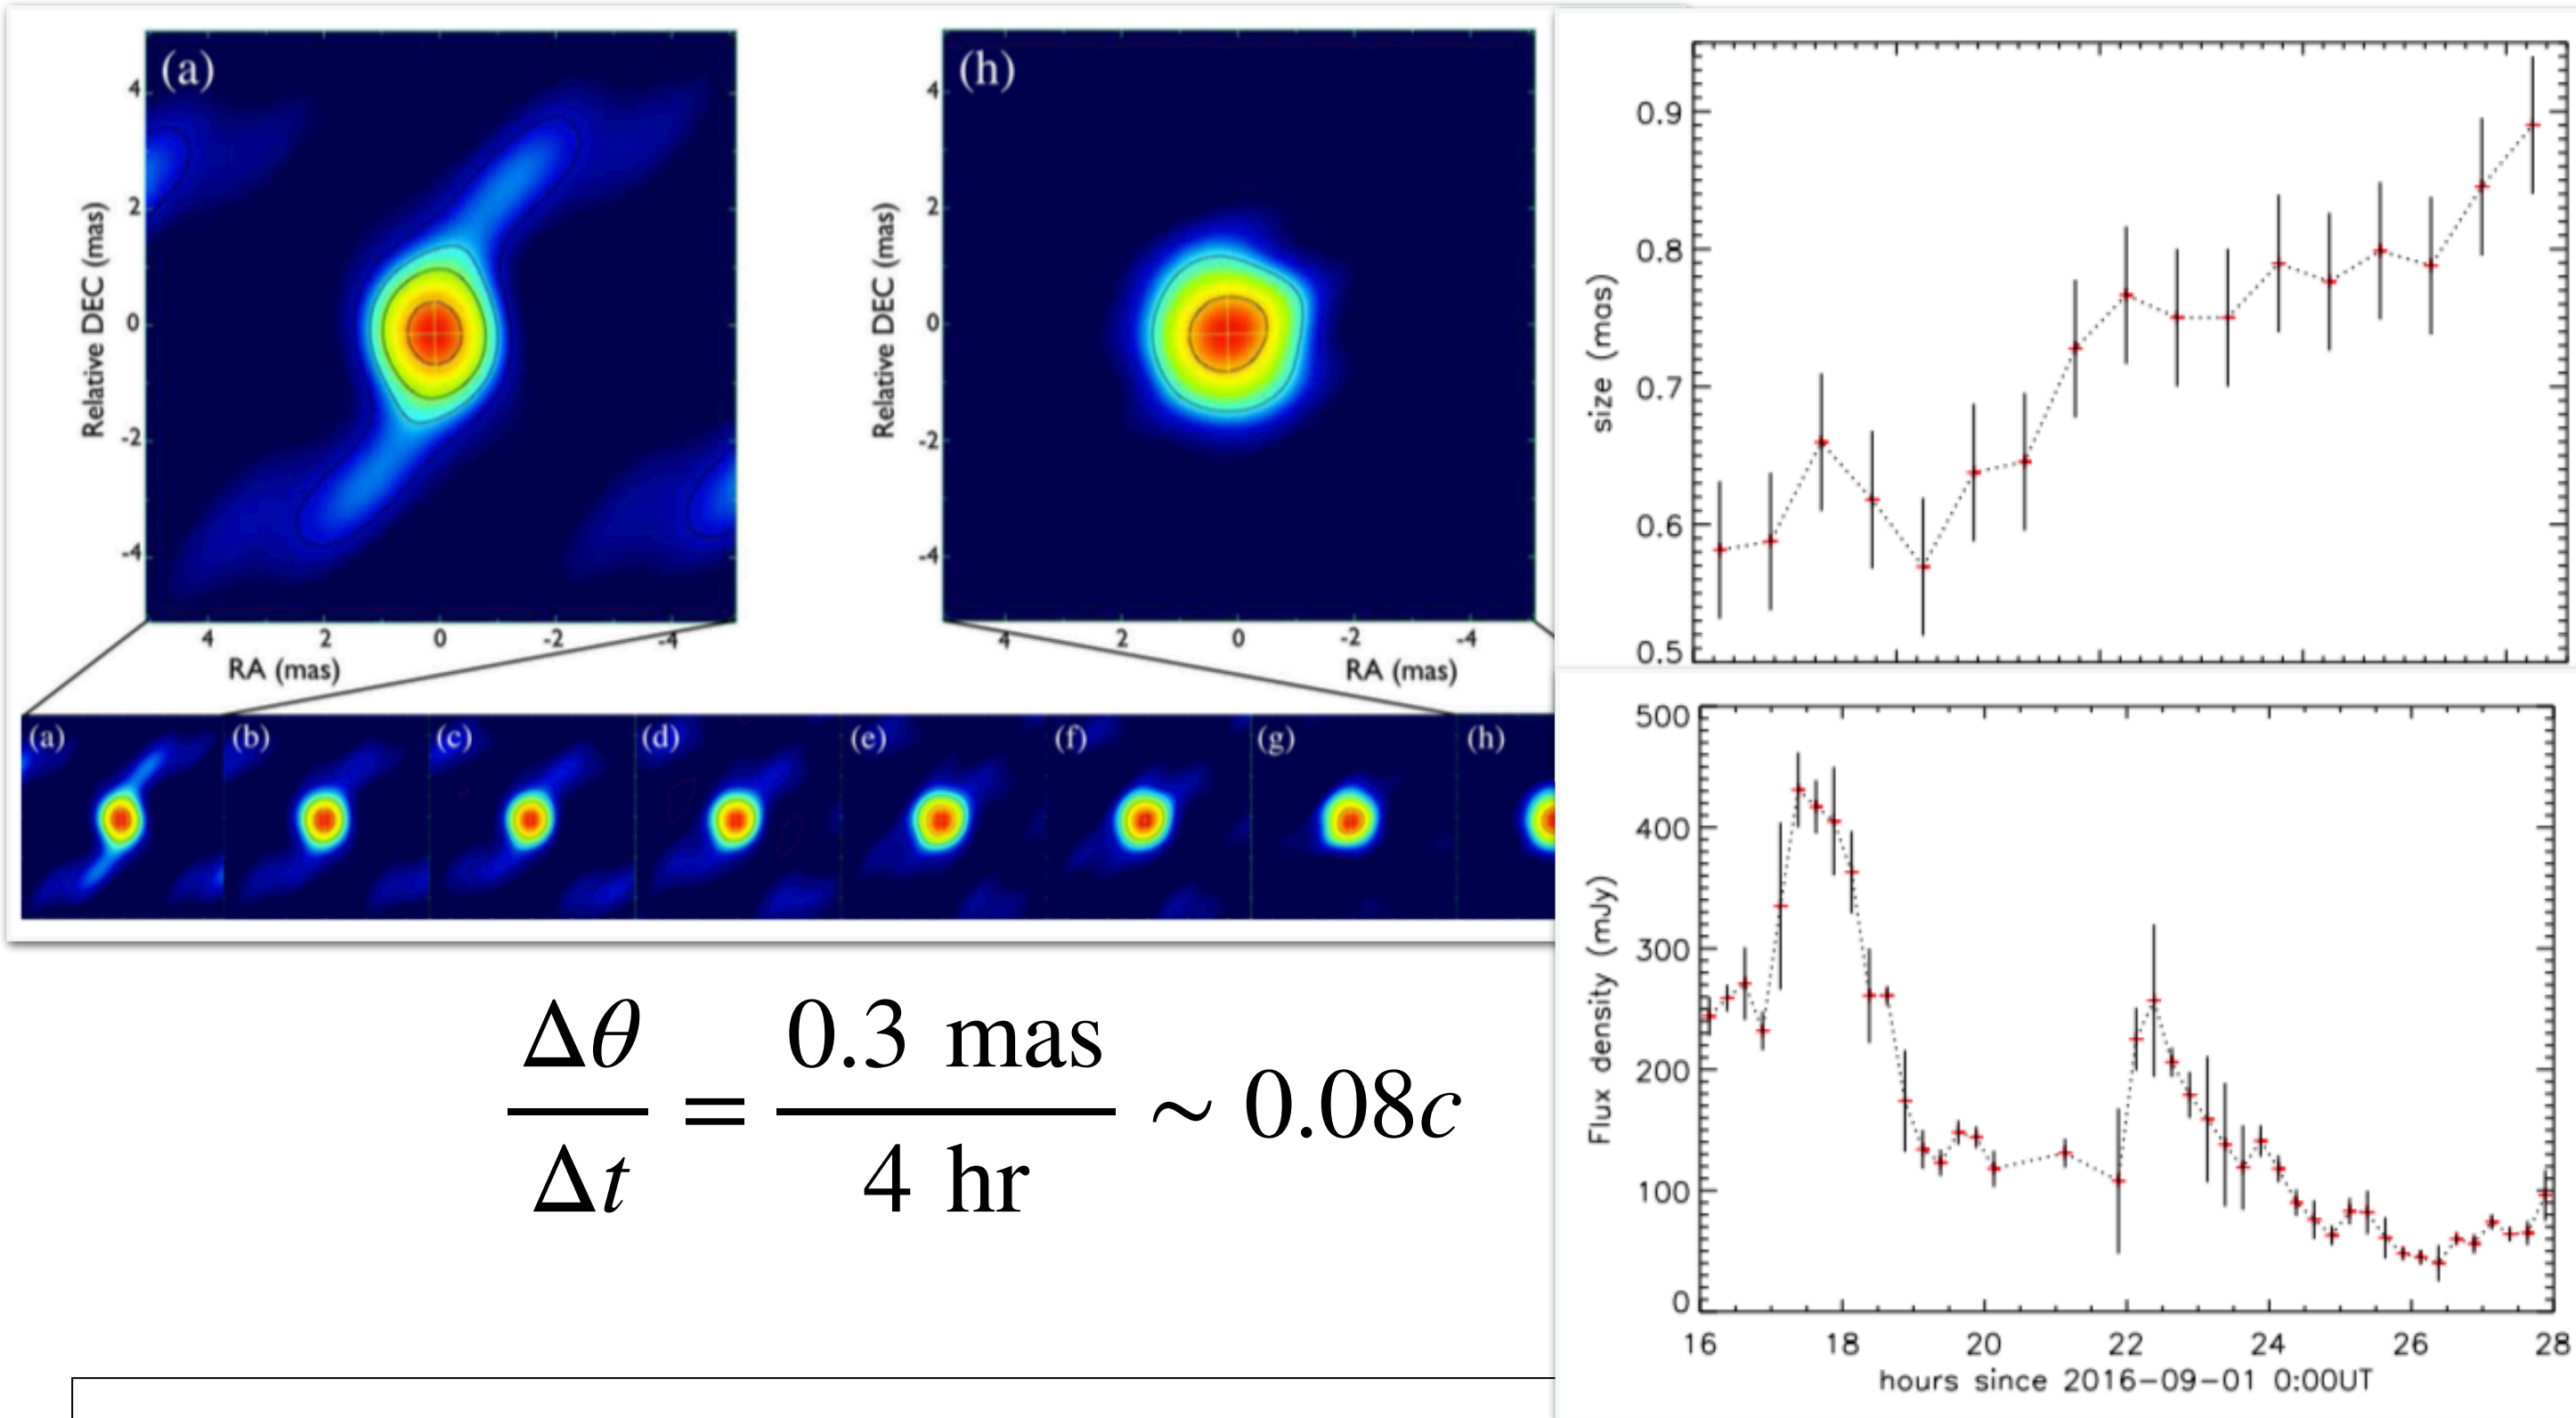 (a)
4
2
0
-2
-4
Relative DEC (mas)
4 2 0 -2 -4
RA (mas)
(h)
4
2
0
-2
-4
Relative DEC (mas)
4 2 0 -2 -4
RA (mas)
(a) (b) (c) (d) (e) (f) (g) (h)
Δθ/Δt = 0.3 mas/4 hr ~ 0.08c
0.9
0.8
0.7
0.6
0.5
size (mas)
500
400
300
200
100
0
Flux density (mJy)
16 18 20 22 24 26 28
hours since 2016-09-01 0:00UT